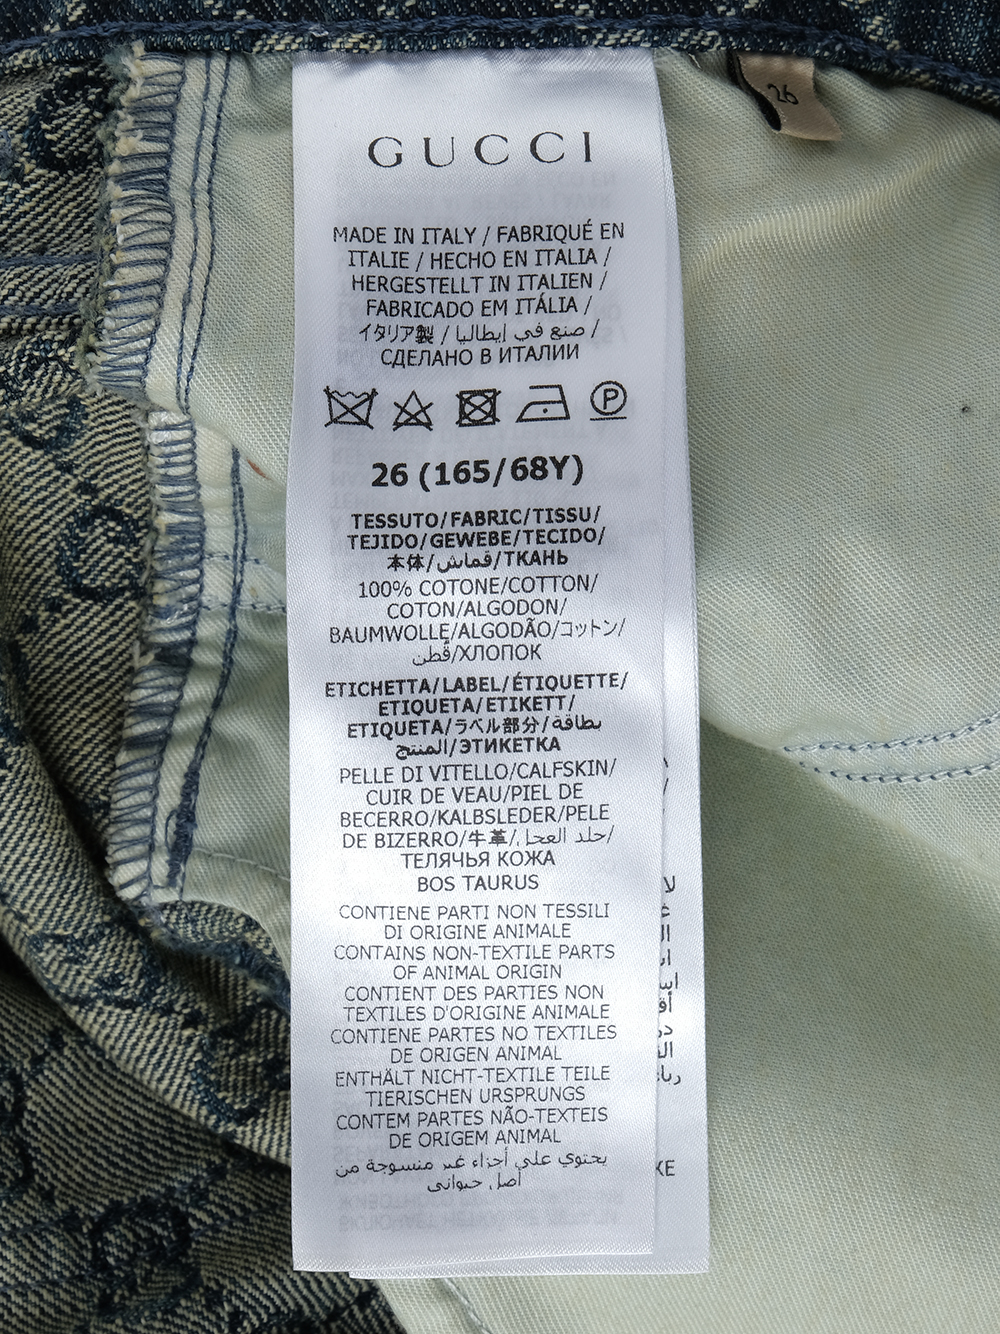 26
GUCCI
MADE IN ITALY / FABRIQUÉ EN
ITALIE / HECHO EN ITALIA /
HERGESTELLT IN ITALIEN /
FABRICADO EM ITÁLIA /
イタリア製 / صنع في إيطاليا /
СДЕЛАНО В ИТАЛИИ
P
26 (165/68Y)
TESSUTO/FABRIC/TISSU/
TEJIDO/GEWEBE/TECIDO/
本体/قماش/ТКАНЬ
100% COTONE/COTTON/
COTON/ALGODON/
BAUMWOLLE/ALGODÃO/コットン/
قطن/ХЛОПОК
ETICHETTA/LABEL/ÉTIQUETTE/
ETIQUETA/ETIKETT/
ETIQUETA/ラベル部分/بطاقة
المنتج/ЭТИКЕТКА
PELLE DI VITELLO/CALFSKIN/
CUIR DE VEAU/PIEL DE
BECERRO/KALBSLEDER/PELE
DE BIZERRO/牛革/جلد العجل/
ТЕЛЯЧЬЯ КОЖА
BOS TAURUS
CONTIENE PARTI NON TESSILI
DI ORIGINE ANIMALE
CONTAINS NON-TEXTILE PARTS
OF ANIMAL ORIGIN
CONTIENT DES PARTIES NON
TEXTILES D'ORIGINE ANIMALE
CONTIENE PARTES NO TEXTILES
DE ORIGEN ANIMAL
ENTHÄLT NICHT-TEXTILE TEILE
TIERISCHEN URSPRUNGS
CONTEM PARTES NÃO-TEXTEIS
DE ORIGEM ANIMAL
يحتوي على أجزاء غير منسوجة من
أصل حيواني